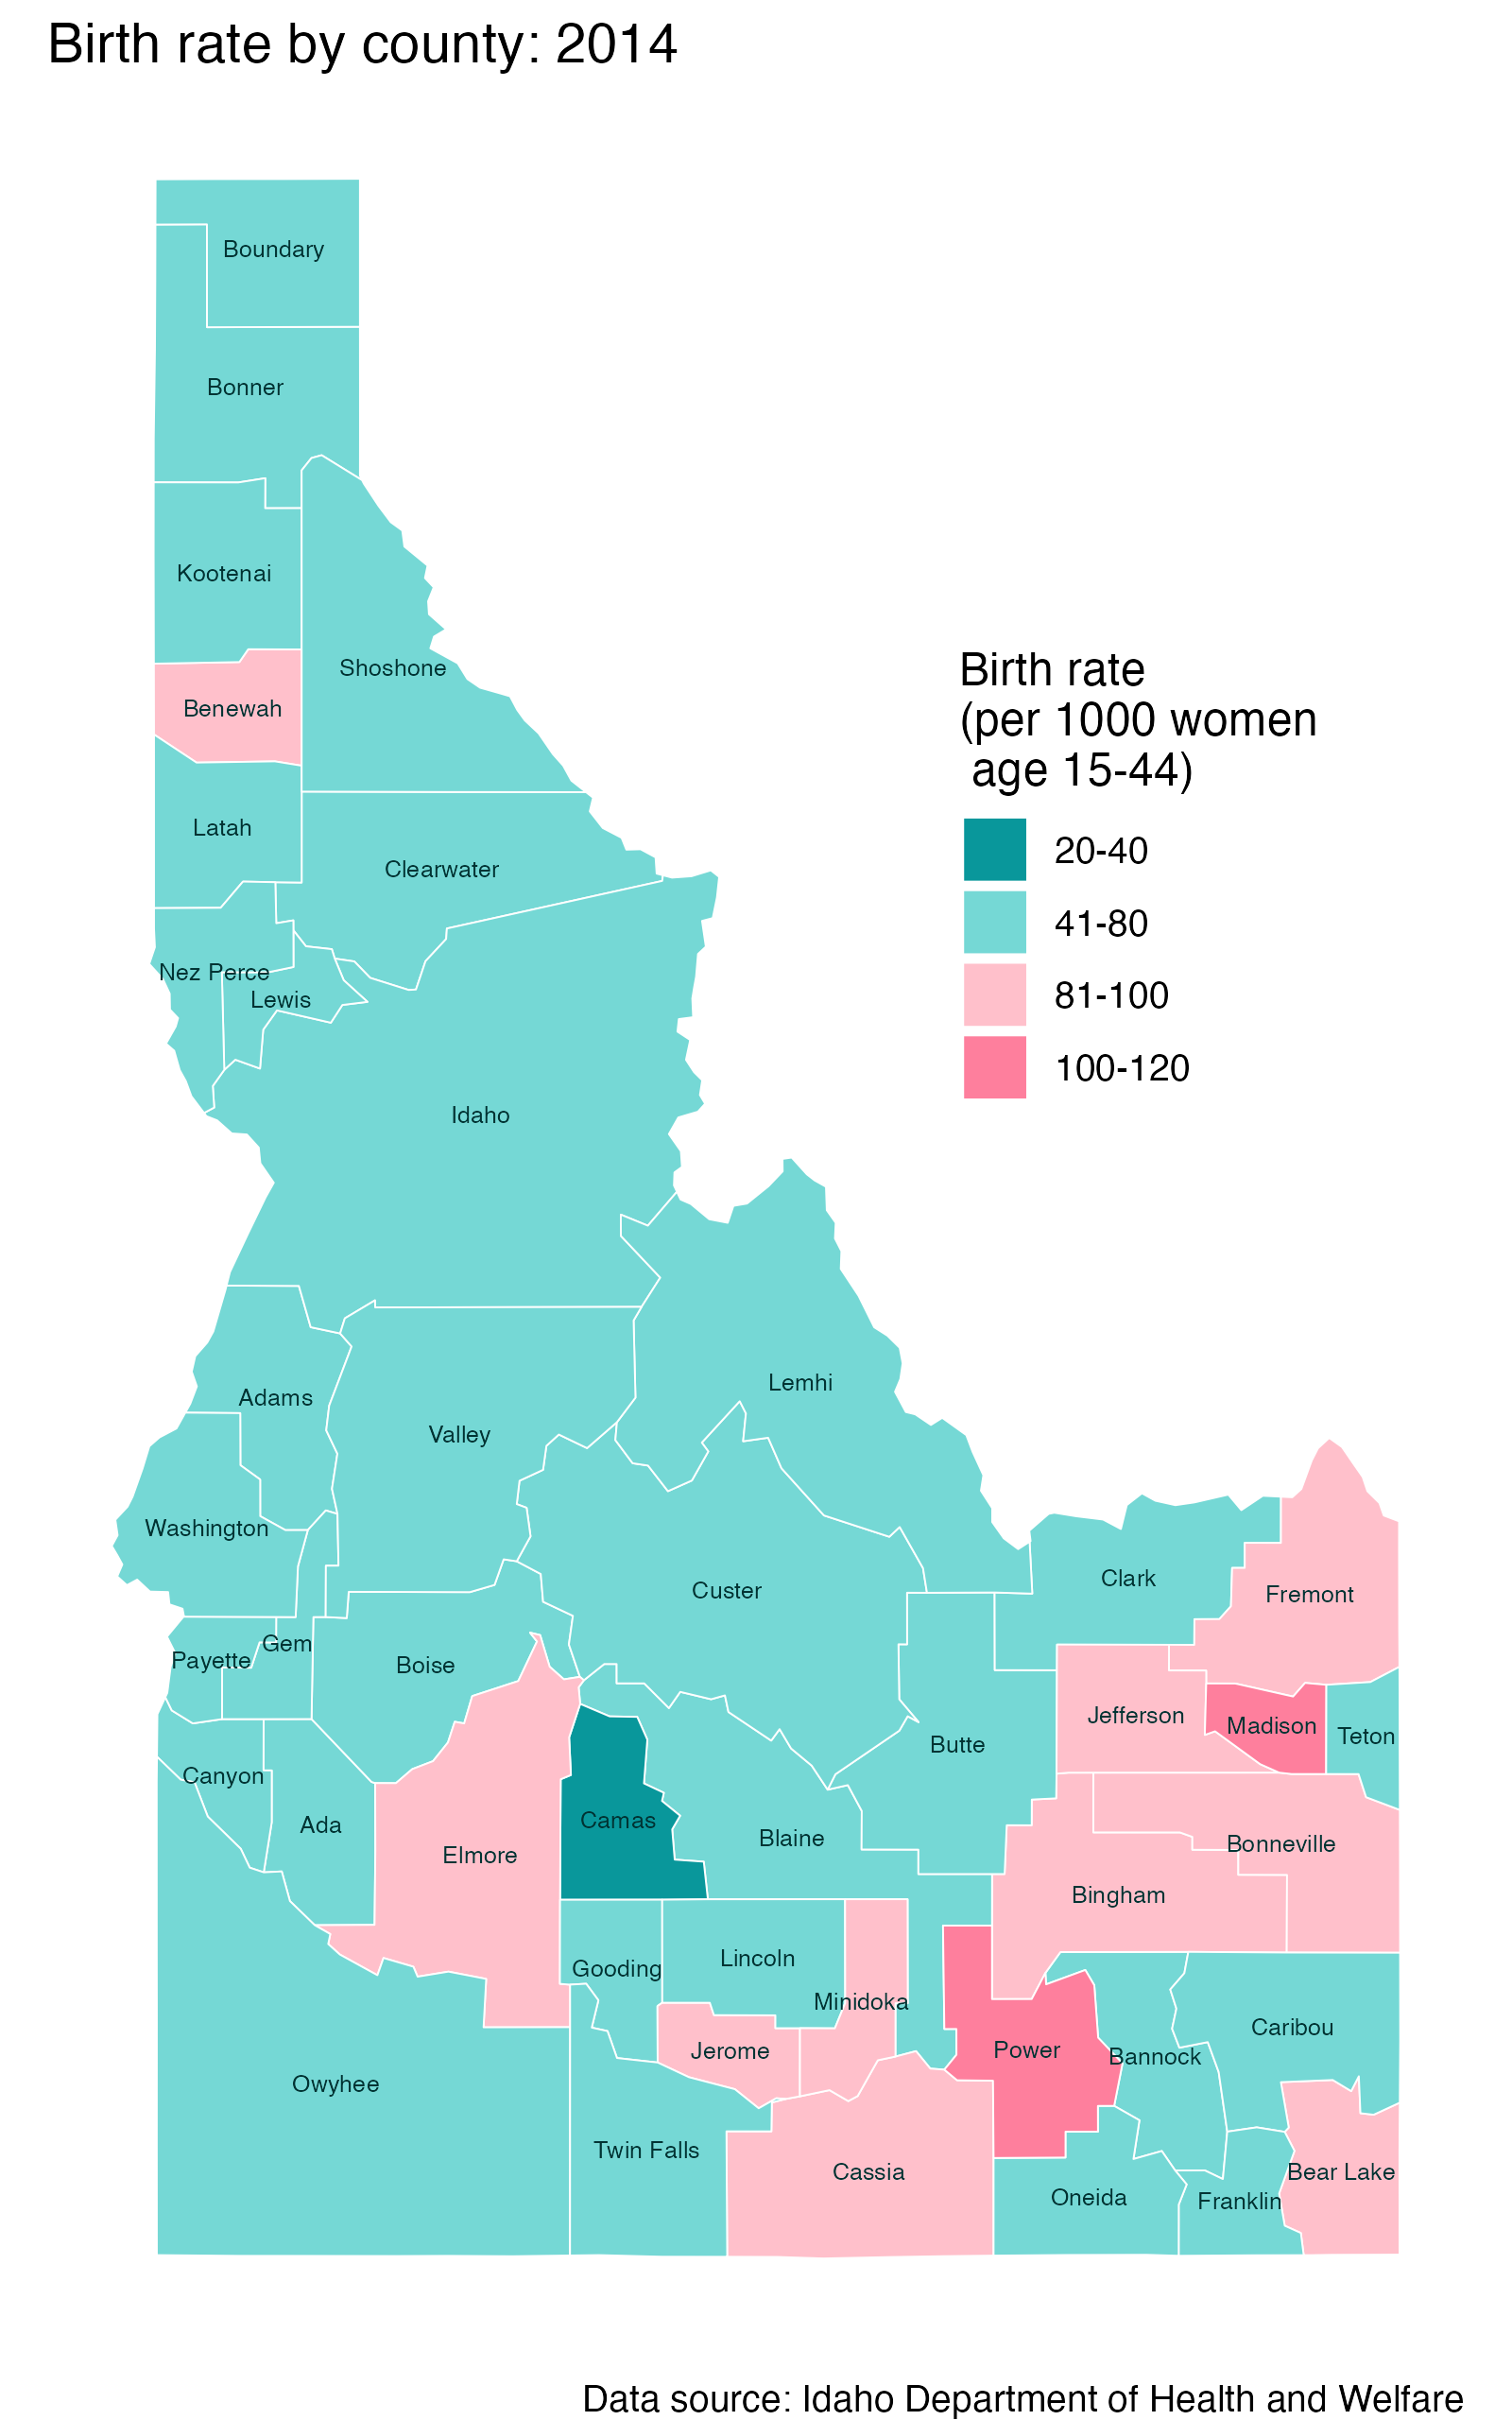 Birth rate by county: 2014
Boundary
Bonner
Kootenai
Shoshone
Benewah
Birth rate
(per 1000 women
age 15-44)
20-40
41-80
81-100
100-120
Latah
Clearwater
Nez Perce
Lewis
Idaho
Lemhi
Adams
Valley
Washington
Custer
Clark
Fremont
Gem
Payette
Boise
Jefferson
Madison
Teton
Butte
Canyon
Ada
Camas
Blaine
Bonneville
Elmore
Bingham
Lincoln
Gooding
Minidoka
Caribou
Jerome
Power
Bannock
Owyhee
Twin Falls
Cassia
Bear Lake
Oneida
Franklin
Data source: Idaho Department of Health and Welfare